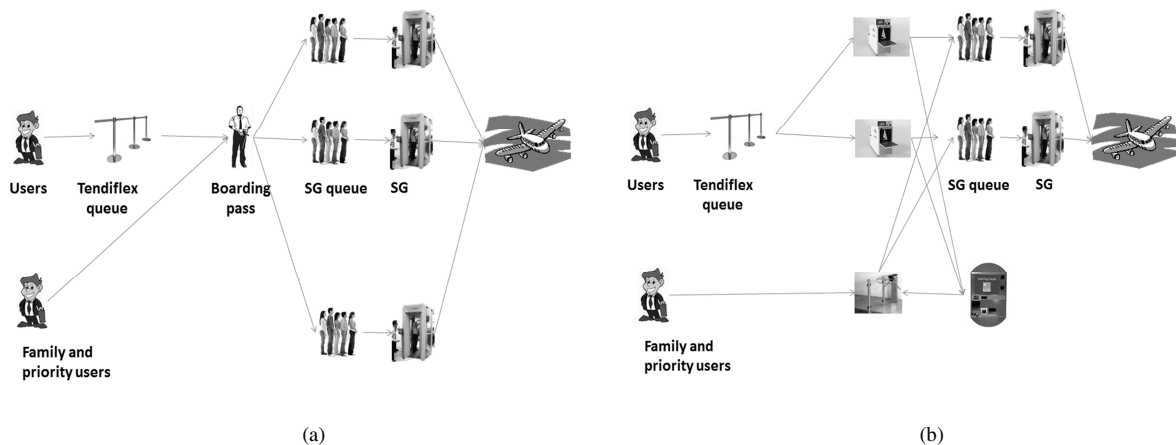 Users
Tendiflex
queue
Boarding
pass
SG queue
SG
Family and
priority users
(a)
Users
Tendiflex
queue
SG queue
SG
Family and
priority users
(b)